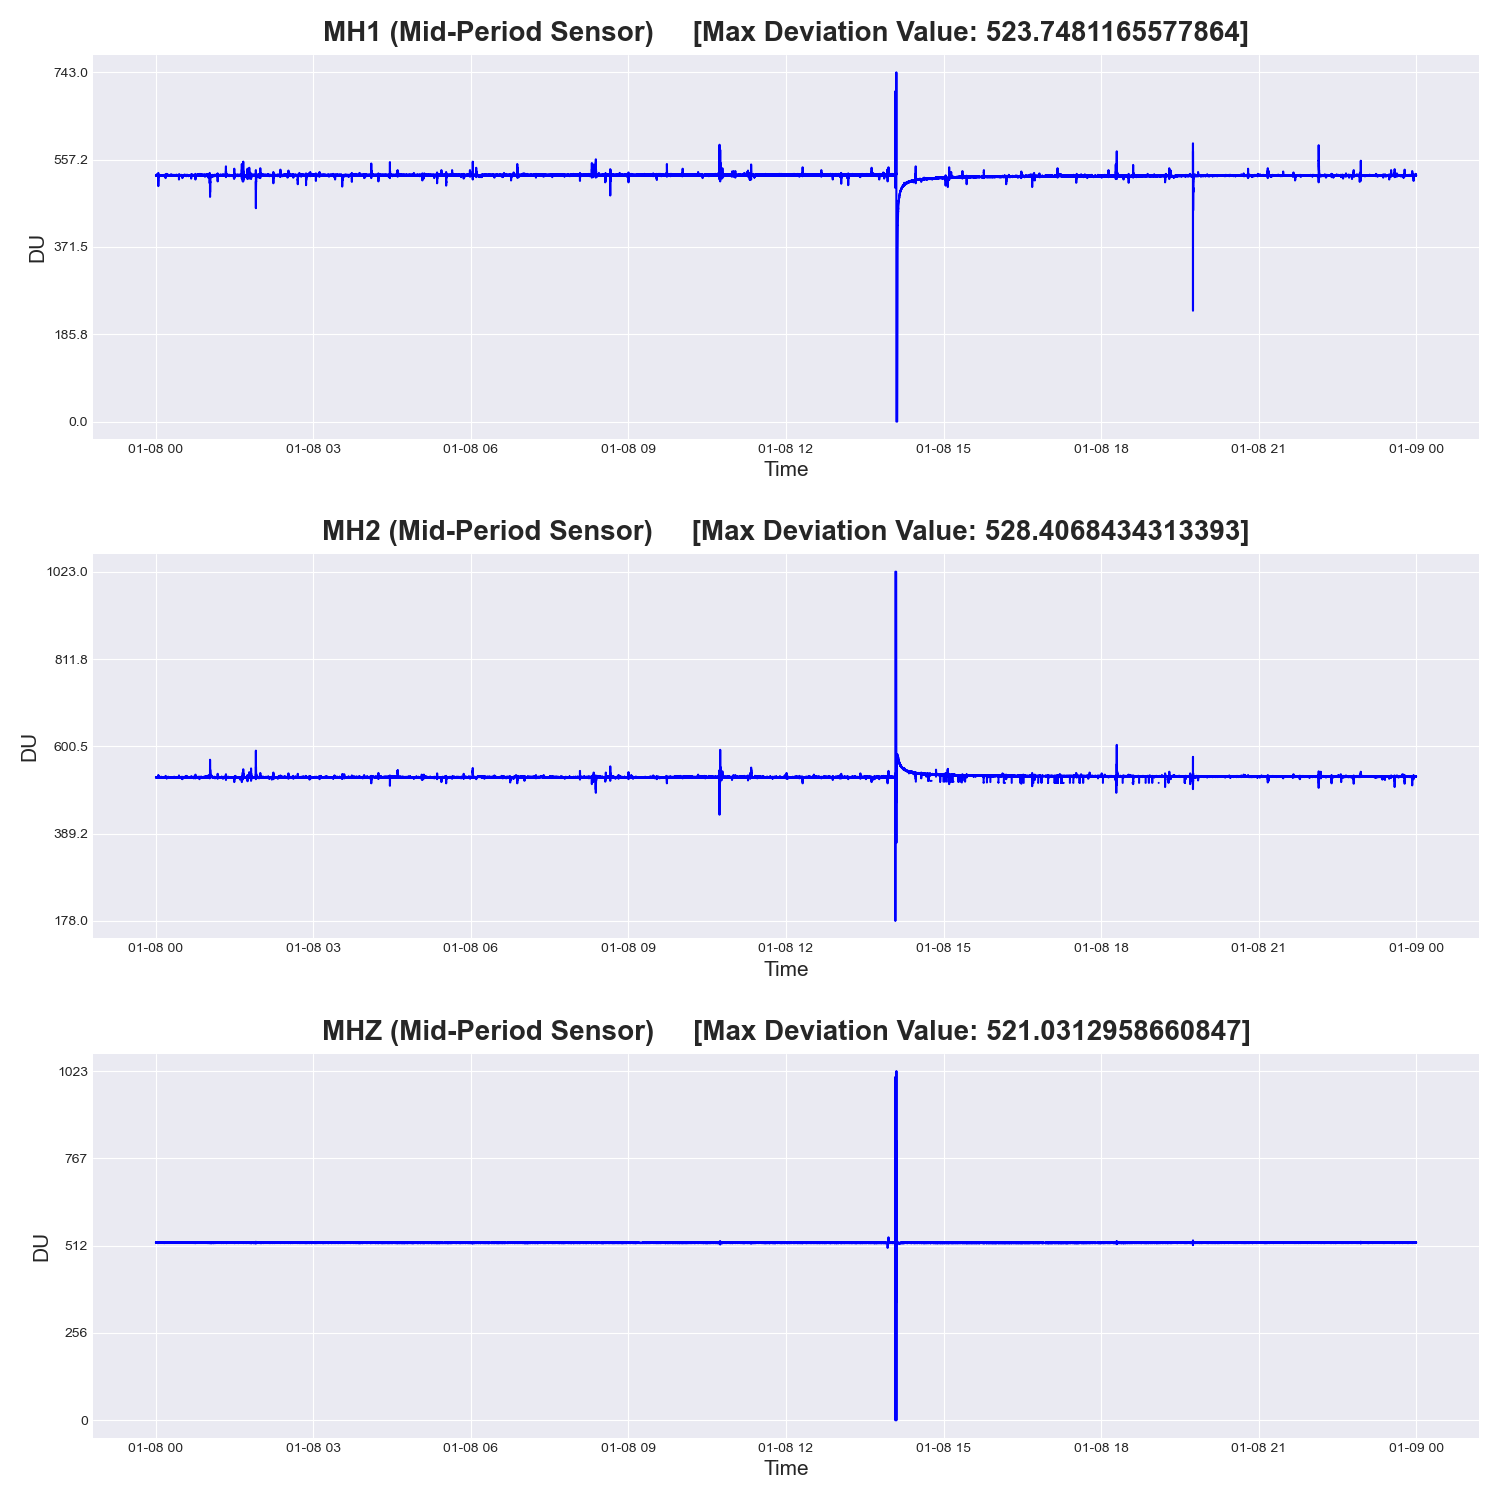 MH1 (Mid-Period Sensor) [Max Deviation Value: 523.7481165577864]
743.0
557.2
371.5
185.8
0.0
DU
01-08 00 01-08 03 01-08 06 01-08 09 01-08 12 01-08 15 01-08 18 01-08 21 01-09 00
Time
MH2 (Mid-Period Sensor) [Max Deviation Value: 528.4068434313393]
1023.0
811.8
600.5
389.2
178.0
DU
01-08 00 01-08 03 01-08 06 01-08 09 01-08 12 01-08 15 01-08 18 01-08 21 01-09 00
Time
MHZ (Mid-Period Sensor) [Max Deviation Value: 521.0312958660847]
1023
767
512
256
0
DU
01-08 00 01-08 03 01-08 06 01-08 09 01-08 12 01-08 15 01-08 18 01-08 21 01-09 00
Time